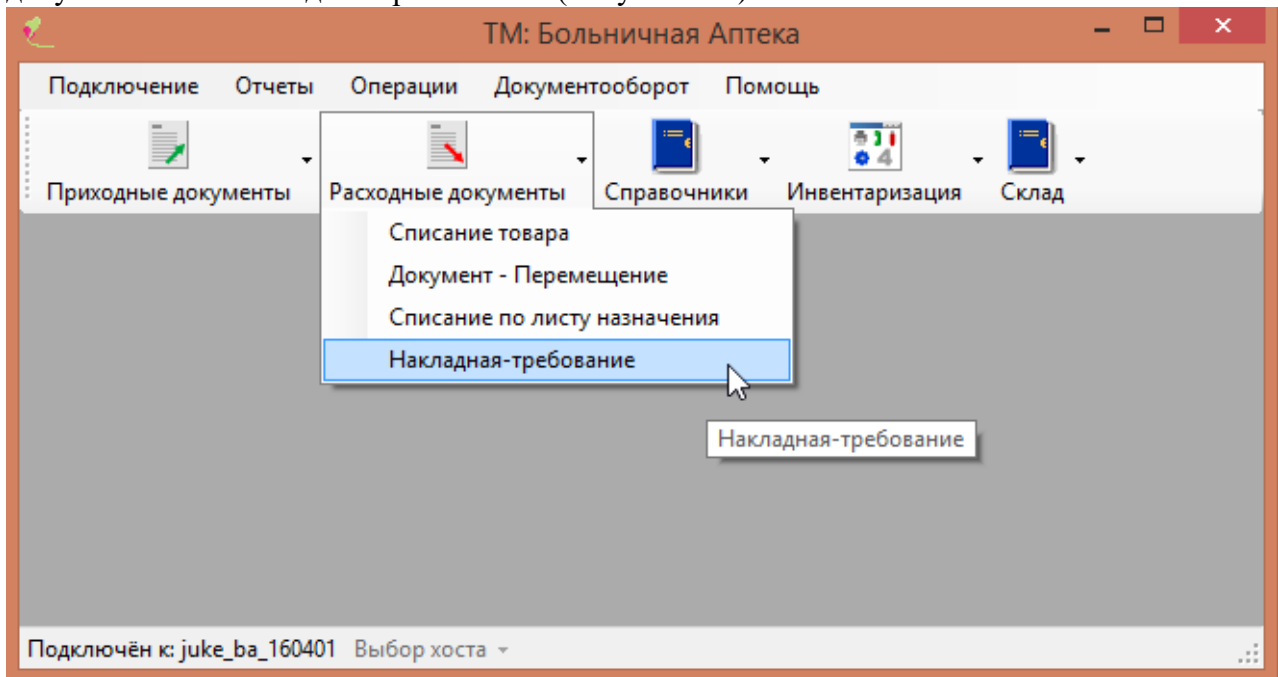 ТМ: Больничная Аптека
Подключение Отчеты Операции Документооборот Помощь
Приходные документы Расходные документы Справочники Инвентаризация Склад
Списание товара
Документ - Перемещение
Списание по листу назначения
Накладная-требование
Накладная-требование
Подключён к: juke_ba_160401 Выбор хоста